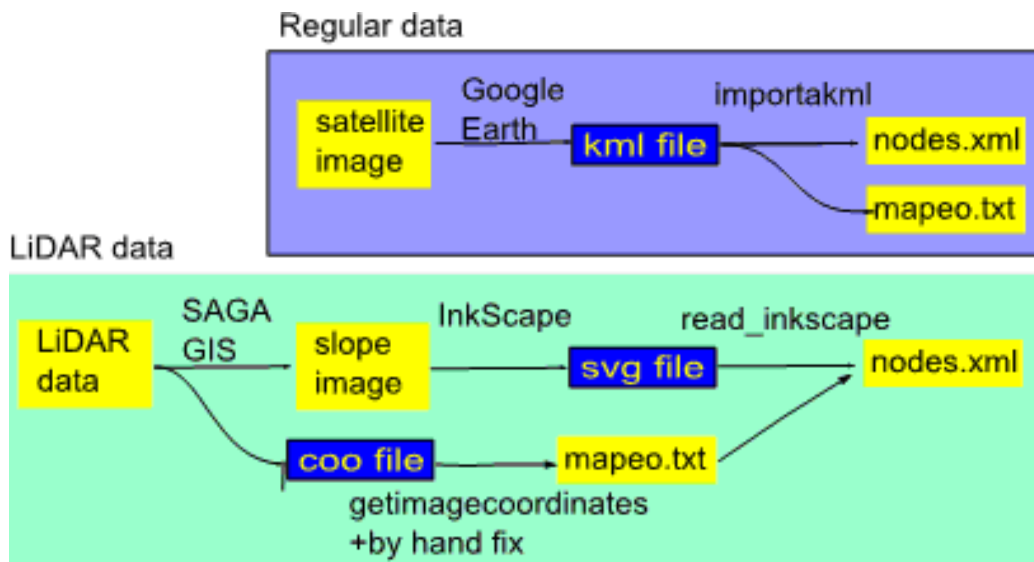 Regular data
satellite
image
Google
Earth
kml file
importakml
nodes.xml
mapeo.txt
LiDAR data
LiDAR
data
SAGA
GIS
slope
image
InkScape
svg file
read_inkscape
nodes.xml
coo file
getimagecoordinates
+by hand fix
mapeo.txt